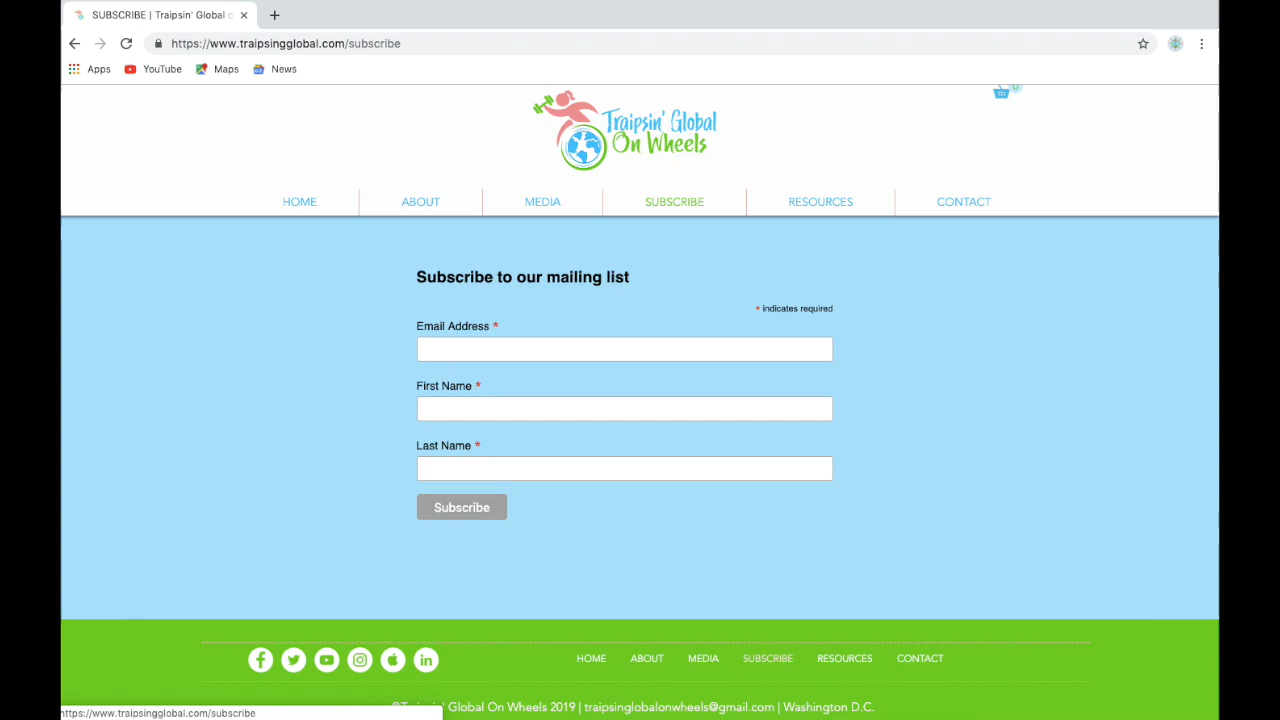 SUBSCRIBE | Traipsin' Global o
https://www.traipsingglobal.com/subscribe
Apps YouTube Maps News
0
Traipsin' Global
On Wheels
HOME ABOUT MEDIA SUBSCRIBE RESOURCES CONTACT
Subscribe to our mailing list
* indicates required
Email Address *
First Name *
Last Name *
Subscribe
HOME ABOUT MEDIA SUBSCRIBE RESOURCES CONTACT
©Traipsin' Global On Wheels 2019 | traipsinglobalonwheels@gmail.com | Washington D.C.
https://www.traipsingglobal.com/subscribe